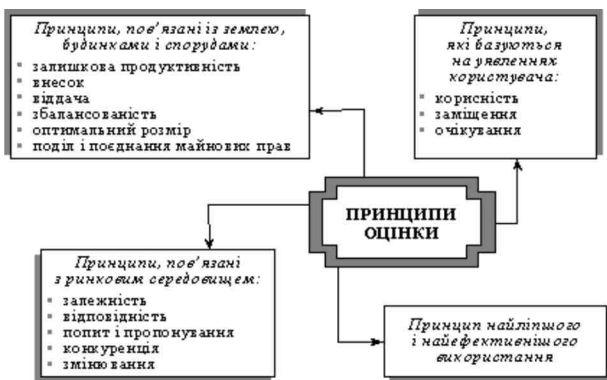 Принципи, пов'язані із землею,
будинками і спорудами:
▪ залишкова продуктивність
▪ внесок
▪ віддача
▪ збалансованість
▪ оптимальний розмір
▪ поділ і поєднання майнових прав
Принципи,
які базуються
на уявленнях
користувача:
▪ корисність
▪ заміщення
▪ очікування
ПРИНЦИПИ
ОЦІНКИ
Принципи, пов'язані
з ринковим середовищем:
▪ залежність
▪ відповідність
▪ попит і пропонування
▪ конкуренція
▪ змінювання
Принцип найліпшого
і найефективнішого
використання